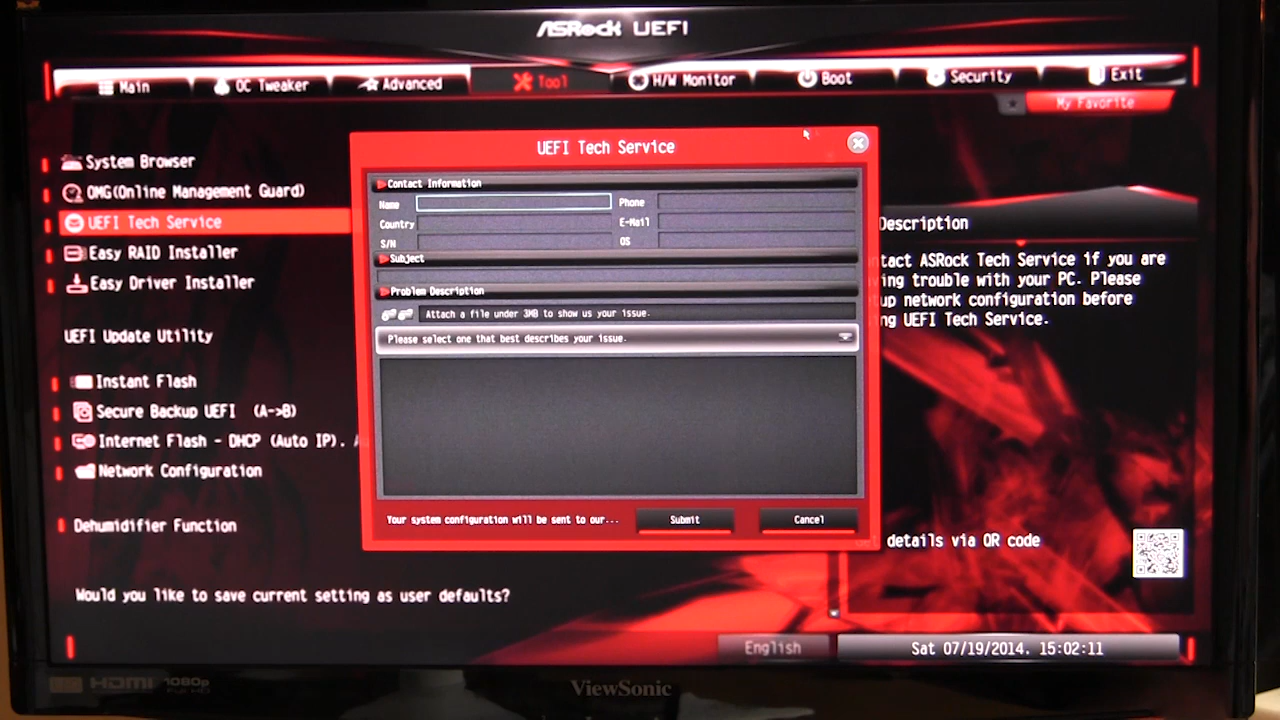 ASRock UEFI
Main
OC Tweaker
Advanced
Tool
H/W Monitor
Boot
Security
Exit
My Favorite
System Browser
OMG(Online Management Guard)
UEFI Tech Service
Easy RAID Installer
Easy Driver Installer
UEFI Update Utility
Instant Flash
Secure Backup UEFI (A->B)
Internet Flash - DHCP (Auto IP).
Network Configuration
Dehumidifier Function
Would you like to save current setting as user defaults?
UEFI Tech Service
Contact Information
Name
Phone
Country
E-Mail
S/N
OS
Subject
Problem Description
Attach a file under 3MB to show us your issue.
Please select one that best describes your issue.
Your system configuration will be sent to our...
Submit
Cancel
Description
tact ASRock Tech Service if you are
ing trouble with your PC. Please
up network configuration before
ng UEFI Tech Service.
details via QR code
English
Sat 07/19/2014. 15:02:11
HDMI 1080p
Full HD
ViewSonic